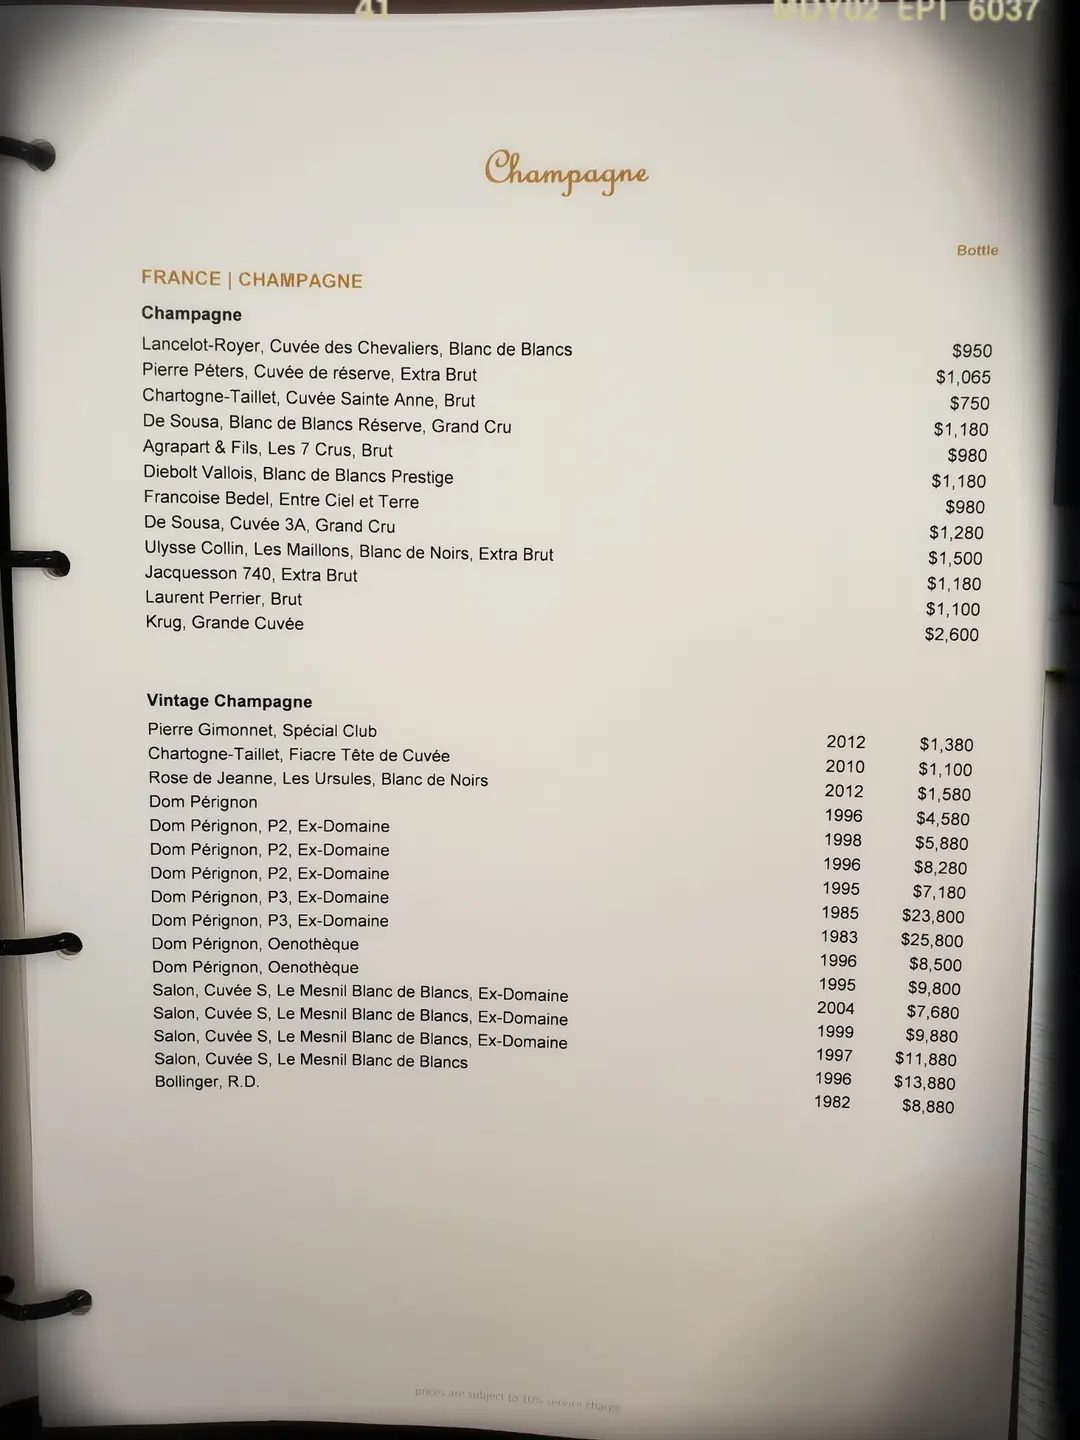 41 MDY02 EPT 6037
Champagne
Bottle
FRANCE | CHAMPAGNE
Champagne
Lancelot-Royer, Cuvée des Chevaliers, Blanc de Blancs $950
Pierre Péters, Cuvée de réserve, Extra Brut $1,065
Chartogne-Taillet, Cuvée Sainte Anne, Brut $750
De Sousa, Blanc de Blancs Réserve, Grand Cru $1,180
Agrapart & Fils, Les 7 Crus, Brut $980
Diebolt Vallois, Blanc de Blancs Prestige $1,180
Francoise Bedel, Entre Ciel et Terre $980
De Sousa, Cuvée 3A, Grand Cru $1,280
Ulysse Collin, Les Maillons, Blanc de Noirs, Extra Brut $1,500
Jacquesson 740, Extra Brut $1,180
Laurent Perrier, Brut $1,100
Krug, Grande Cuvée $2,600
Vintage Champagne
Pierre Gimonnet, Spécial Club 2012 $1,380
Chartogne-Taillet, Fiacre Tête de Cuvée 2010 $1,100
Rose de Jeanne, Les Ursules, Blanc de Noirs 2012 $1,580
Dom Pérignon 1996 $4,580
Dom Pérignon, P2, Ex-Domaine 1998 $5,880
Dom Pérignon, P2, Ex-Domaine 1996 $8,280
Dom Pérignon, P2, Ex-Domaine 1995 $7,180
Dom Pérignon, P3, Ex-Domaine 1985 $23,800
Dom Pérignon, P3, Ex-Domaine 1983 $25,800
Dom Pérignon, Oenothèque 1996 $8,500
Dom Pérignon, Oenothèque 1995 $9,800
Salon, Cuvée S, Le Mesnil Blanc de Blancs, Ex-Domaine 2004 $7,680
Salon, Cuvée S, Le Mesnil Blanc de Blancs, Ex-Domaine 1999 $9,880
Salon, Cuvée S, Le Mesnil Blanc de Blancs, Ex-Domaine 1997 $11,880
Salon, Cuvée S, Le Mesnil Blanc de Blancs 1996 $13,880
Bollinger, R.D. 1982 $8,880
prices are subject to 10% service charge